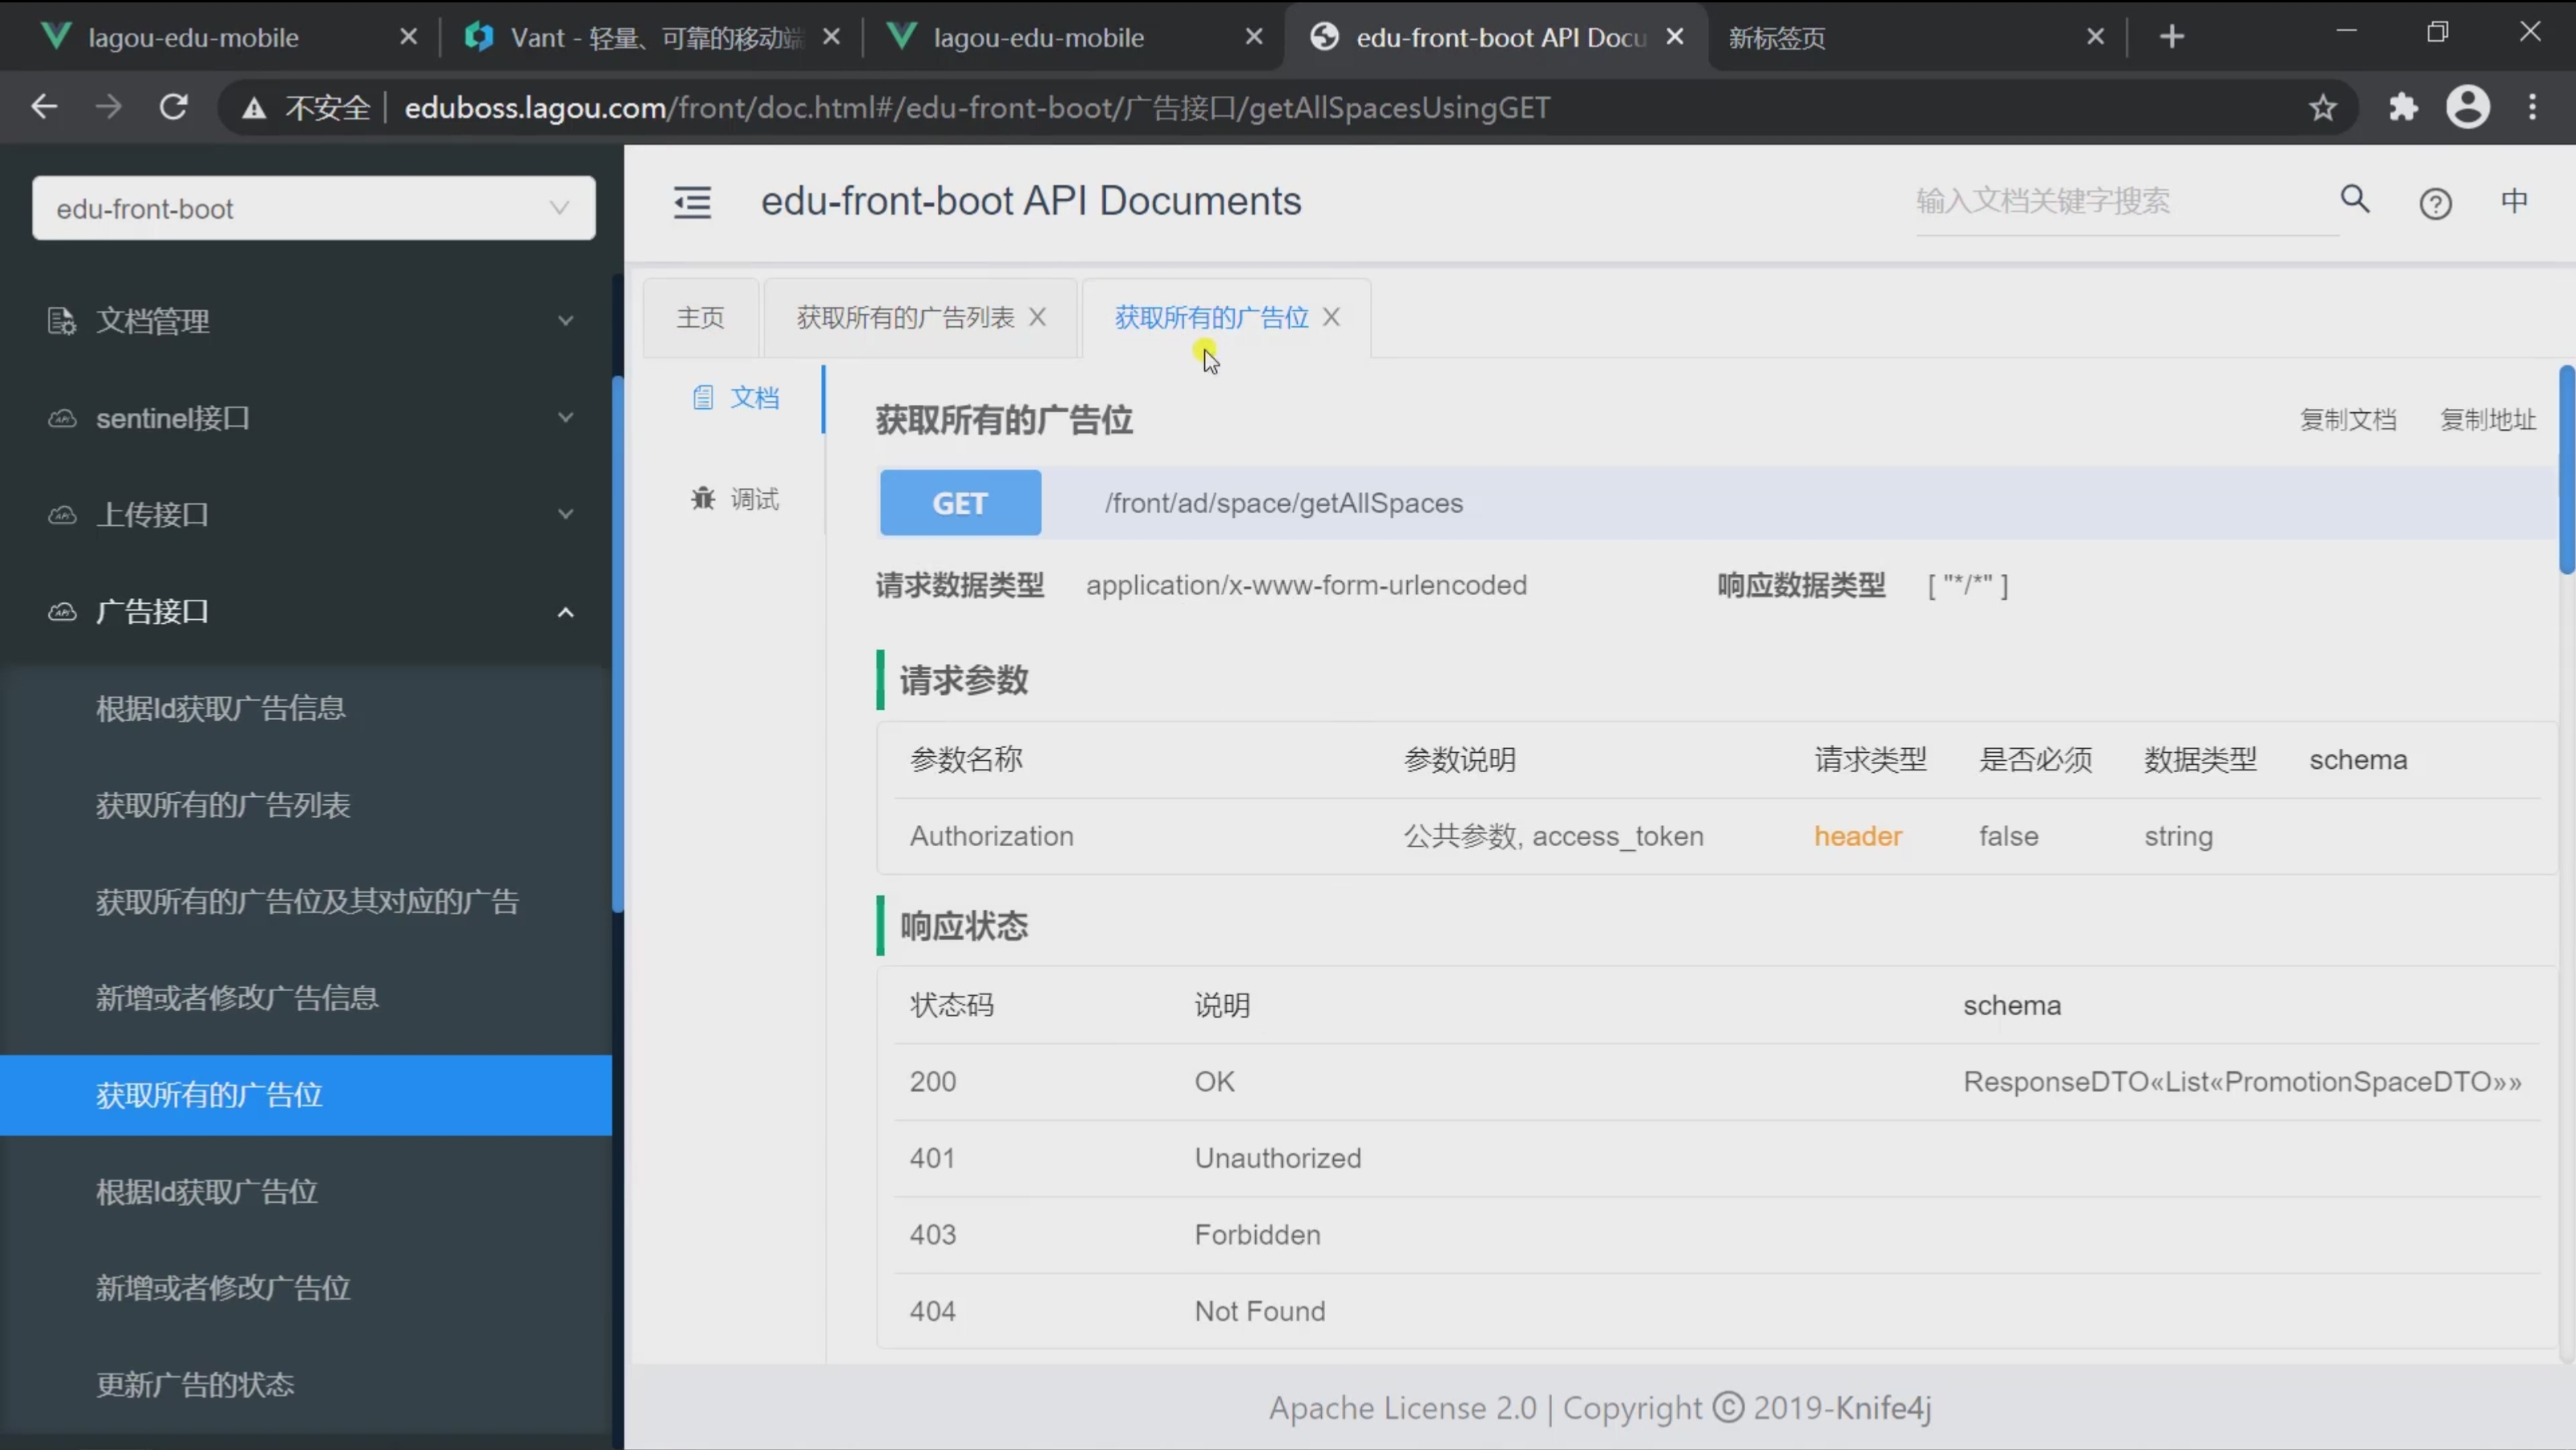 lagou-edu-mobile
Vant - 轻量、可靠的移动端
lagou-edu-mobile
edu-front-boot API Docu
新标签页
不安全 eduboss.lagou.com/front/doc.html#/edu-front-boot/广告接口/getAllSpacesUsingGET
edu-front-boot
edu-front-boot API Documents
输入文档关键字搜索
中
文档管理
sentinel接口
上传接口
广告接口
根据Id获取广告信息
获取所有的广告列表
获取所有的广告位及其对应的广告
新增或者修改广告信息
获取所有的广告位
根据Id获取广告位
新增或者修改广告位
更新广告的状态
主页
获取所有的广告列表
获取所有的广告位
文档
调试
获取所有的广告位
复制文档 复制地址
GET /front/ad/space/getAllSpaces
请求数据类型 application/x-www-form-urlencoded 响应数据类型 [ "*/*" ]
请求参数
参数名称 参数说明 请求类型 是否必须 数据类型 schema
Authorization 公共参数, access_token header false string
响应状态
状态码 说明 schema
200 OK ResponseDTO«List«PromotionSpaceDTO»»
401 Unauthorized
403 Forbidden
404 Not Found
Apache License 2.0 | Copyright © 2019-Knife4j